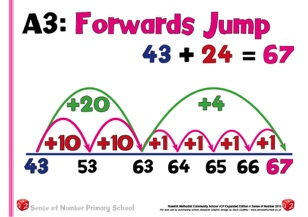 A3: Forwards Jump
43 + 24 = 67
+20 +4
+10 +10 +1 +1 +1 +1
43 53 63 64 65 66 67
Sense of Number Primary School